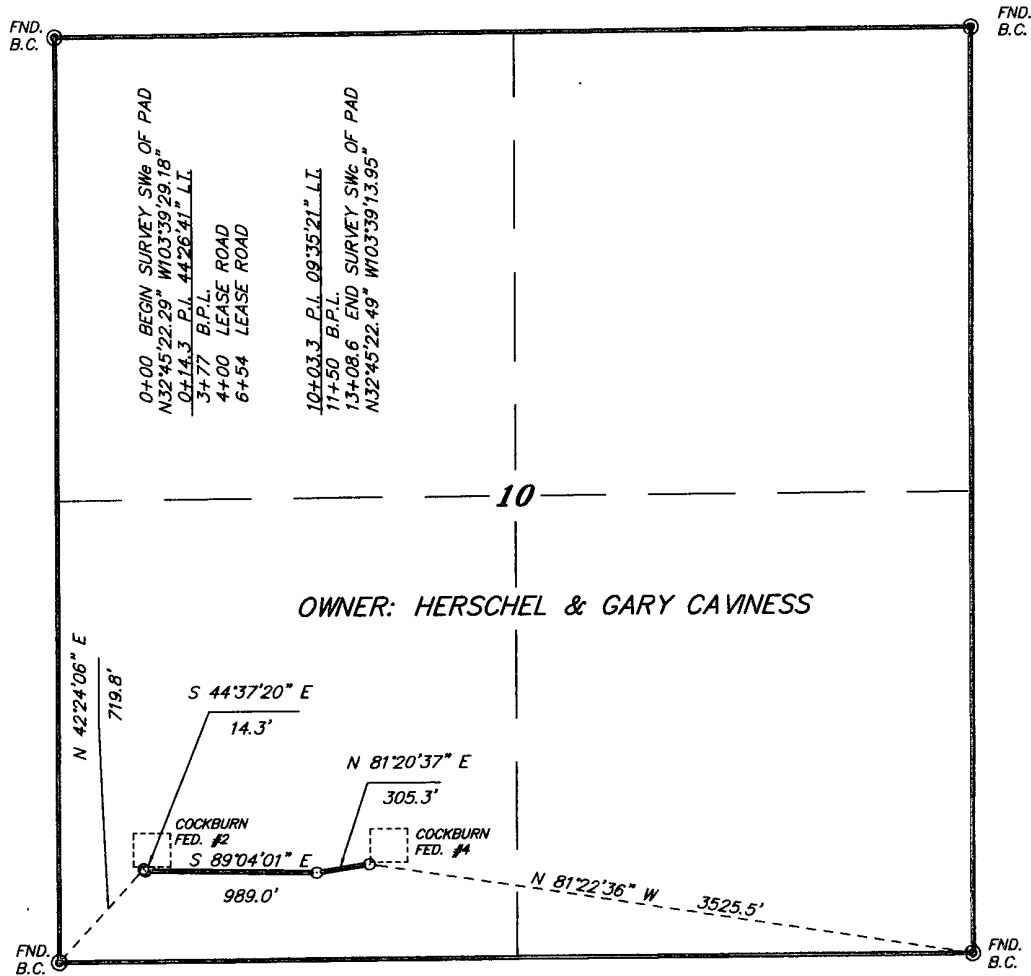 FND.
B.C.
FND.
B.C.
0+00 BEGIN SURVEY SWe OF PAD
N32°45'22.29" W103°39'29.18"
0+14.3 P.I. 44°26'41" LT.
3+77 B.P.L.
4+00 LEASE ROAD
6+54 LEASE ROAD
10+03.3 P.I. 09°35'21" LT.
11+50 B.P.L.
13+08.6 END SURVEY SWc OF PAD
N32°45'22.49" W103°39'13.95"
10
OWNER: HERSCHEL & GARY CAVINESS
N 42°24'06" E
719.8'
S 44°37'20" E
14.3'
N 81°20'37" E
305.3'
COCKBURN
FED. #2
COCKBURN
FED. #4
S 89°04'01" E
989.0'
N 81°22'36" W 3525.5'
FND.
B.C.
FND.
B.C.